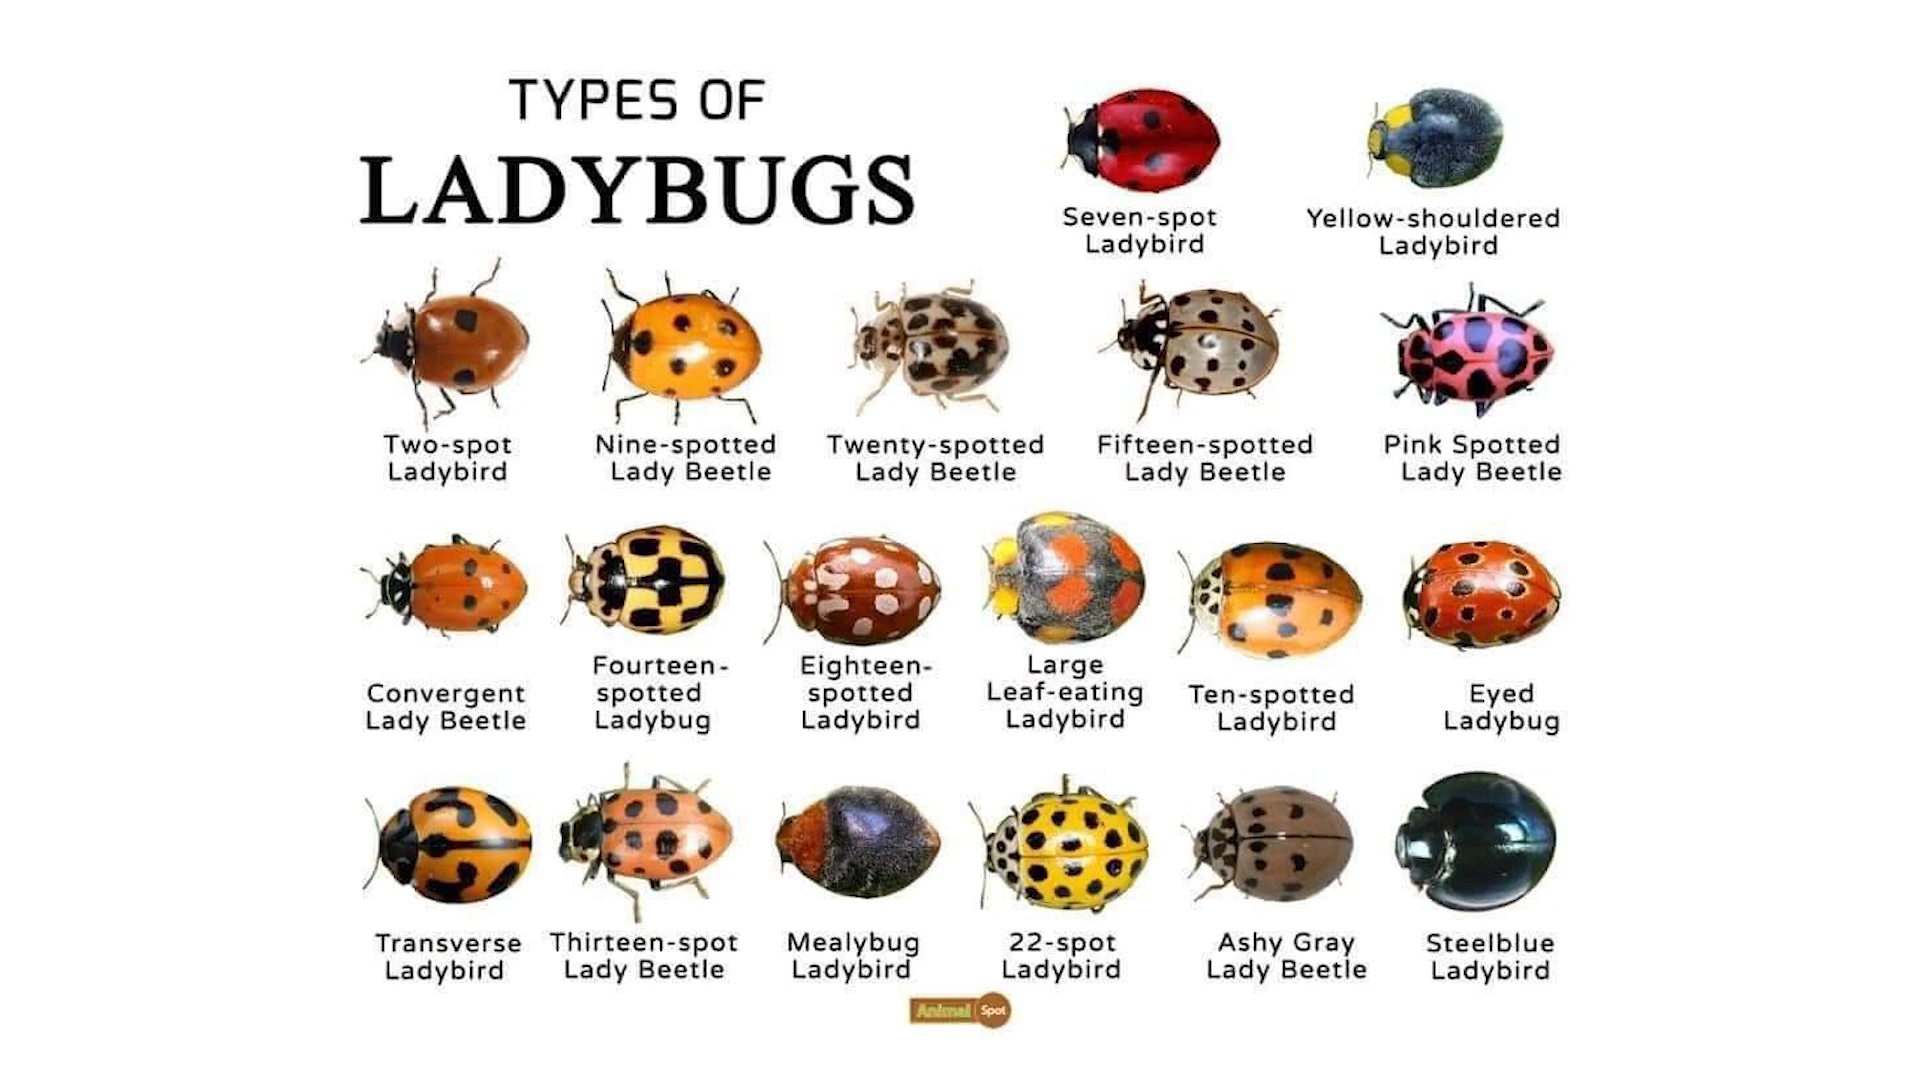 TYPES OF
LADYBUGS
Seven-spot
Ladybird
Yellow-shouldered
Ladybird
Two-spot
Ladybird
Nine-spotted
Lady Beetle
Twenty-spotted
Lady Beetle
Fifteen-spotted
Lady Beetle
Pink Spotted
Lady Beetle
Convergent
Lady Beetle
Fourteen-
spotted
Ladybug
Eighteen-
spotted
Ladybird
Large
Leaf-eating
Ladybird
Ten-spotted
Ladybird
Eyed
Ladybug
Transverse
Ladybird
Thirteen-spot
Lady Beetle
Mealybug
Ladybird
22-spot
Ladybird
Ashy Gray
Lady Beetle
Steelblue
Ladybird
Animal Spot